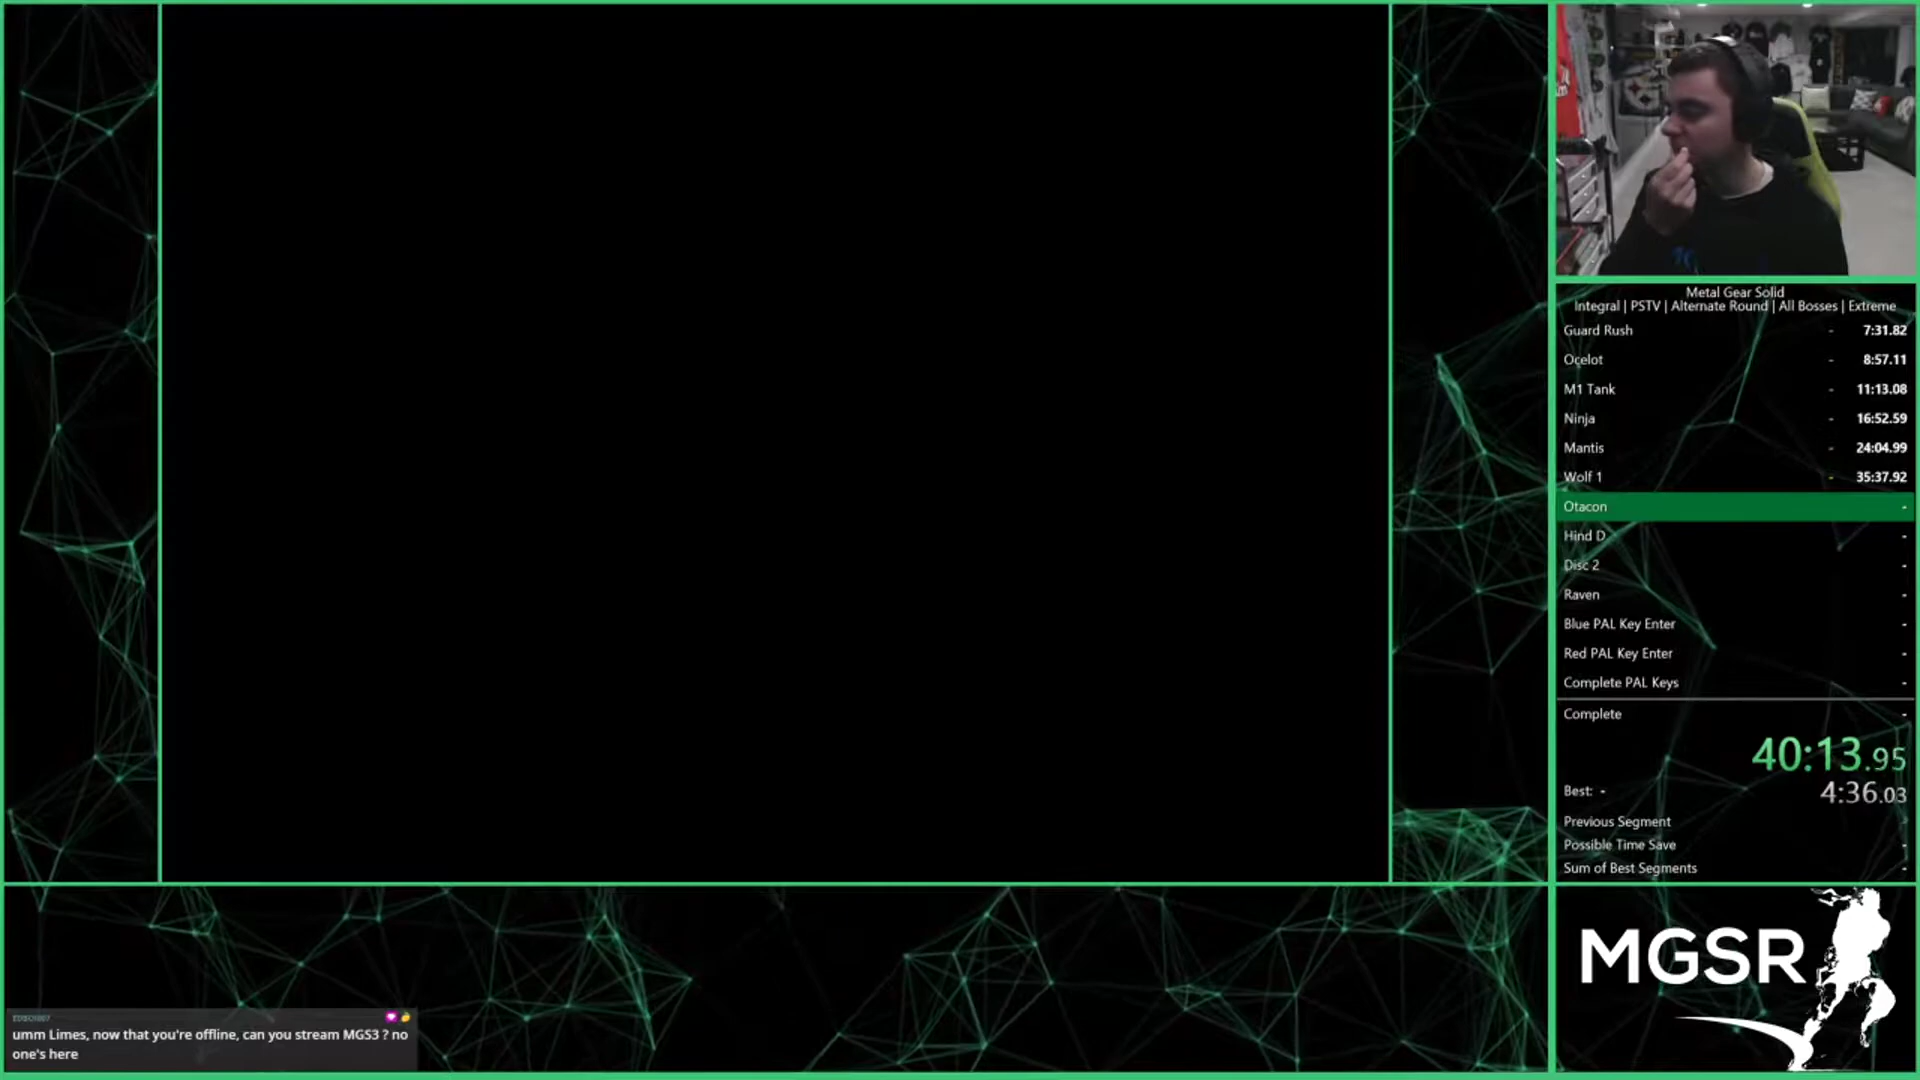 Metal Gear Solid
Integral | PSTV | Alternate Round | All Bosses | Extreme
Guard Rush - 7:31.82
Ocelot - 8:57.11
M1 Tank - 11:13.08
Ninja - 16:52.59
Mantis - 24:04.99
Wolf 1 - 35:37.92
Otacon -
Hind D -
Disc 2 -
Raven -
Blue PAL Key Enter -
Red PAL Key Enter -
Complete PAL Keys -
Complete -
40:13.95
Best: - 4:36.03
Previous Segment -
Possible Time Save -
Sum of Best Segments -
MGSR
umm Limes, now that you're offline, can you stream MGS3 ? no
one's here